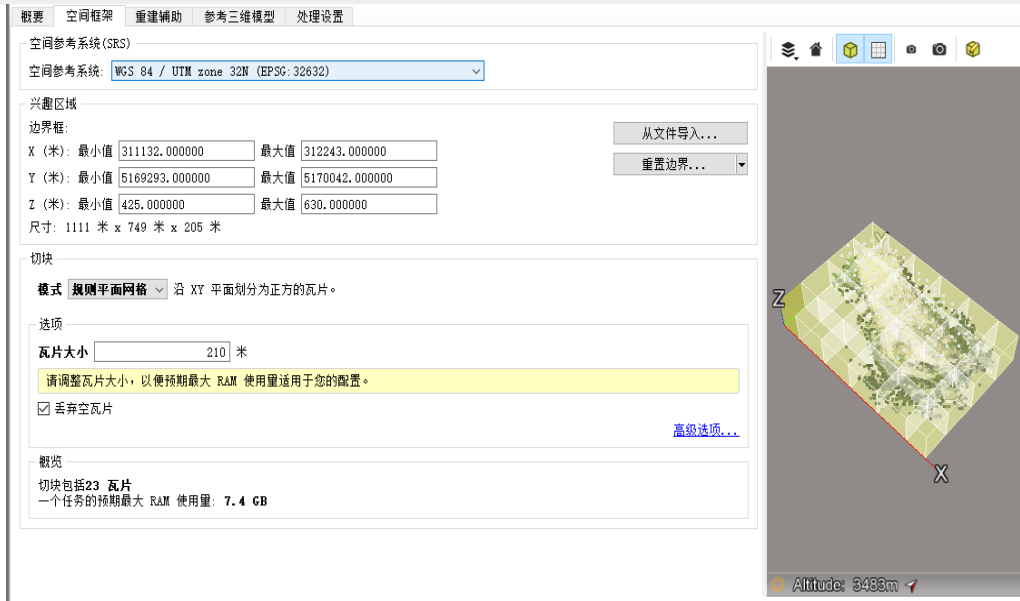 概要 空间框架 重建辅助 参考三维模型 处理设置
空间参考系统(SRS)
空间参考系统: WGS 84 / UTM zone 32N (EPSG:32632)
兴趣区域
边界框:
从文件导入...
X (米): 最小值 311132.000000 最大值 312243.000000
重置边界...
Y (米): 最小值 5169293.000000 最大值 5170042.000000
Z (米): 最小值 425.000000 最大值 630.000000
尺寸: 1111 米 x 749 米 x 205 米
切块
模式 规则平面网格 沿 XY 平面划分为正方的瓦片。
选项
瓦片大小 210 米
请调整瓦片大小，以便预期最大 RAM 使用量适用于您的配置。
丢弃空瓦片
高级选项...
概览
切块包括23 瓦片
一个任务的预期最大 RAM 使用量: 7.4 GB
Y
Z
X
Altitude: 3483m